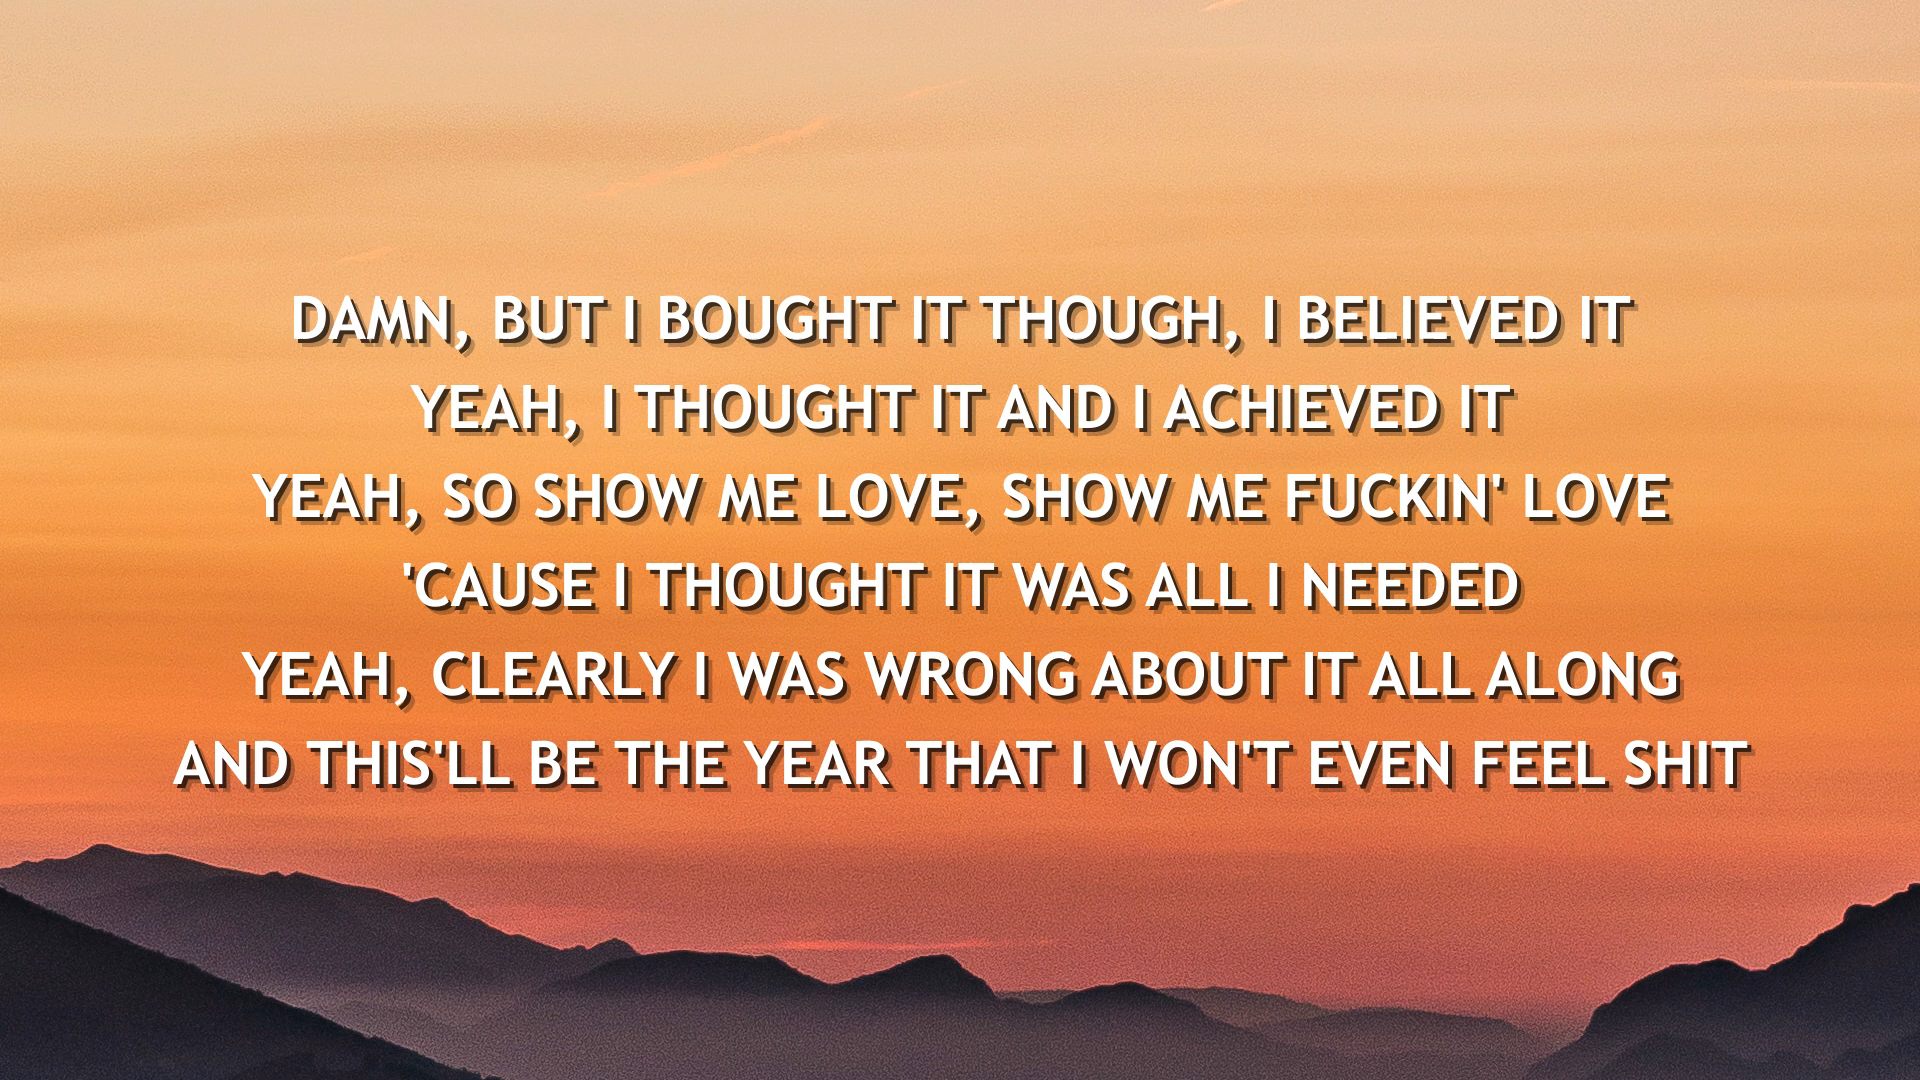 DAMN, BUT I BOUGHT IT THOUGH, I BELIEVED IT
YEAH, I THOUGHT IT AND I ACHIEVED IT
YEAH, SO SHOW ME LOVE, SHOW ME FUCKIN' LOVE
'CAUSE I THOUGHT IT WAS ALL I NEEDED
YEAH, CLEARLY I WAS WRONG ABOUT IT ALL ALONG
AND THIS'LL BE THE YEAR THAT I WON'T EVEN FEEL SHIT